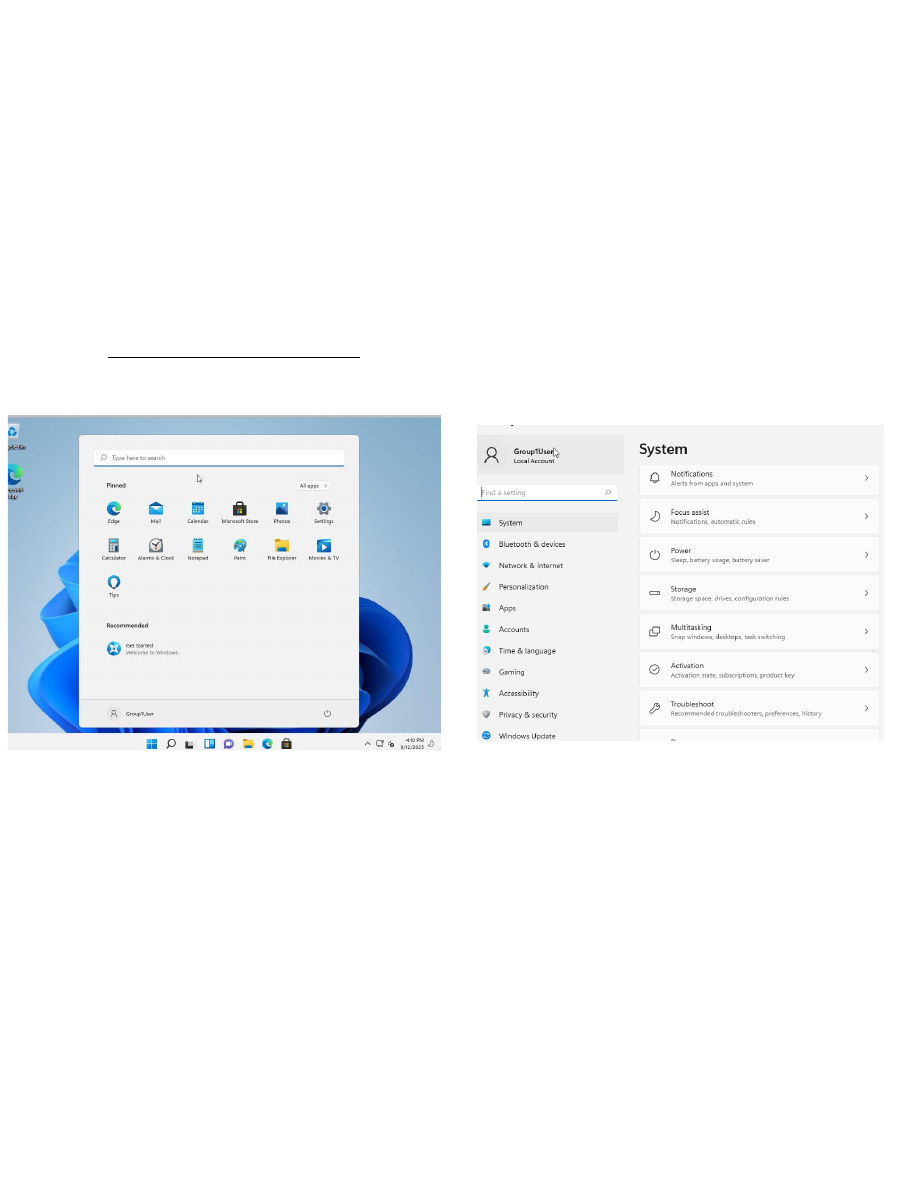 Type here to search
Pinned
All apps
Edge
Mail
Calendar
Microsoft Store
Photos
Settings
Calculator
Alarms & Clock
Notepad
Paint
File Explorer
Movies & TV
Tips
Recommended
Get Started
Welcome to Windows
Group1User
4:10 PM
Group1User
Local Account
Find a setting
System
Bluetooth & devices
Network & internet
Personalization
Apps
Accounts
Time & language
Gaming
Accessibility
Privacy & security
Windows Update
System
Notifications
Alerts from apps and system
Focus assist
Notifications, automatic rules
Power
Sleep, battery usage, battery saver
Storage
Storage space, drives, configuration rules
Multitasking
Snap windows, desktops, task switching
Activation
Activation state, subscriptions, product key
Troubleshoot
Recommended troubleshooters, preferences, history